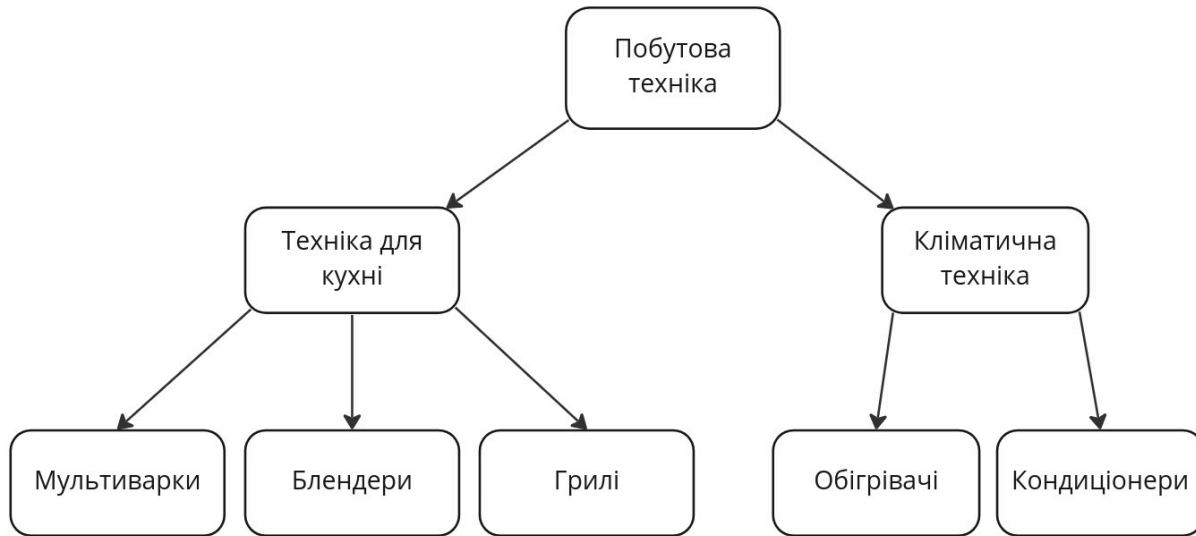 Побутова
техніка
Техніка для
кухні
Кліматична
техніка
Мультиварки
Блендери
Грилі
Обігрівачі
Кондиціонери